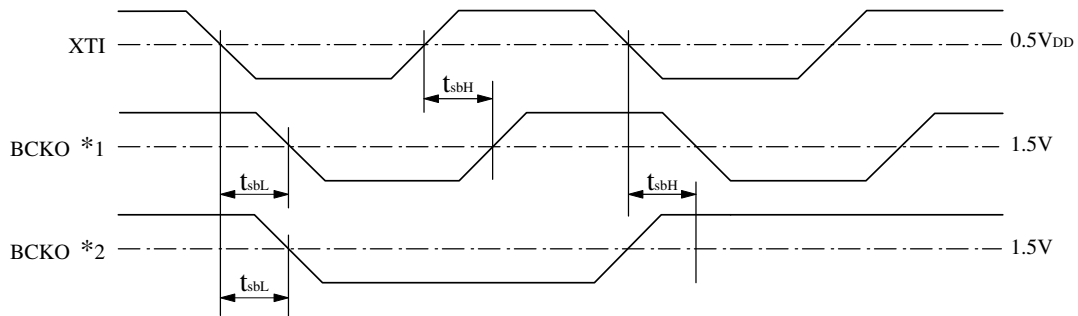 XTI 0.5VDD
tsbH
BCKO *1 1.5V
tsbL tsbH
BCKO *2 1.5V
tsbL